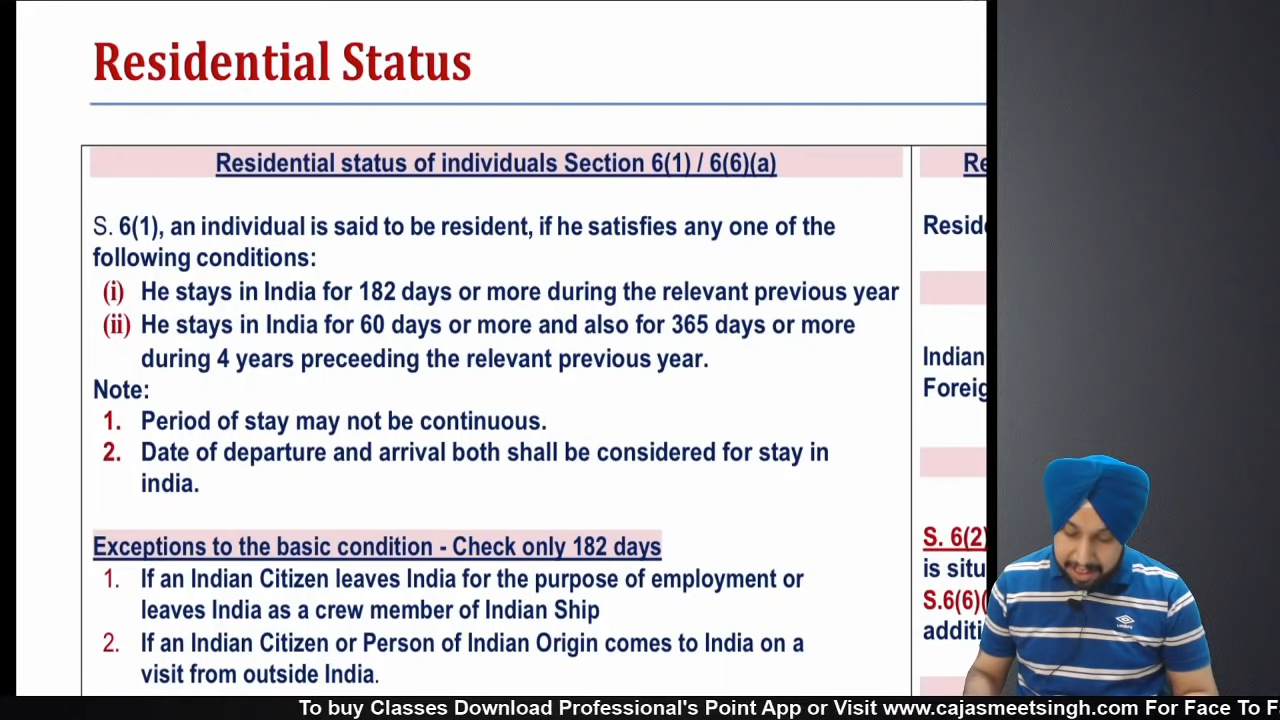 Residential Status
Residential status of individuals Section 6(1) / 6(6)(a)
S. 6(1), an individual is said to be resident, if he satisfies any one of the
following conditions:
(i) He stays in India for 182 days or more during the relevant previous year
(ii) He stays in India for 60 days or more and also for 365 days or more
during 4 years preceeding the relevant previous year.
Note:
1. Period of stay may not be continuous.
2. Date of departure and arrival both shall be considered for stay in
india.
Exceptions to the basic condition - Check only 182 days
1. If an Indian Citizen leaves India for the purpose of employment or
leaves India as a crew member of Indian Ship
2. If an Indian Citizen or Person of Indian Origin comes to India on a
visit from outside India.
Re
Resid
Indian
Foreig
S. 6(2)
is situ
S.6(6)(
additi
umbro
To buy Classes Download Professional's Point App or Visit www.cajasmeetsingh.com For Face To F